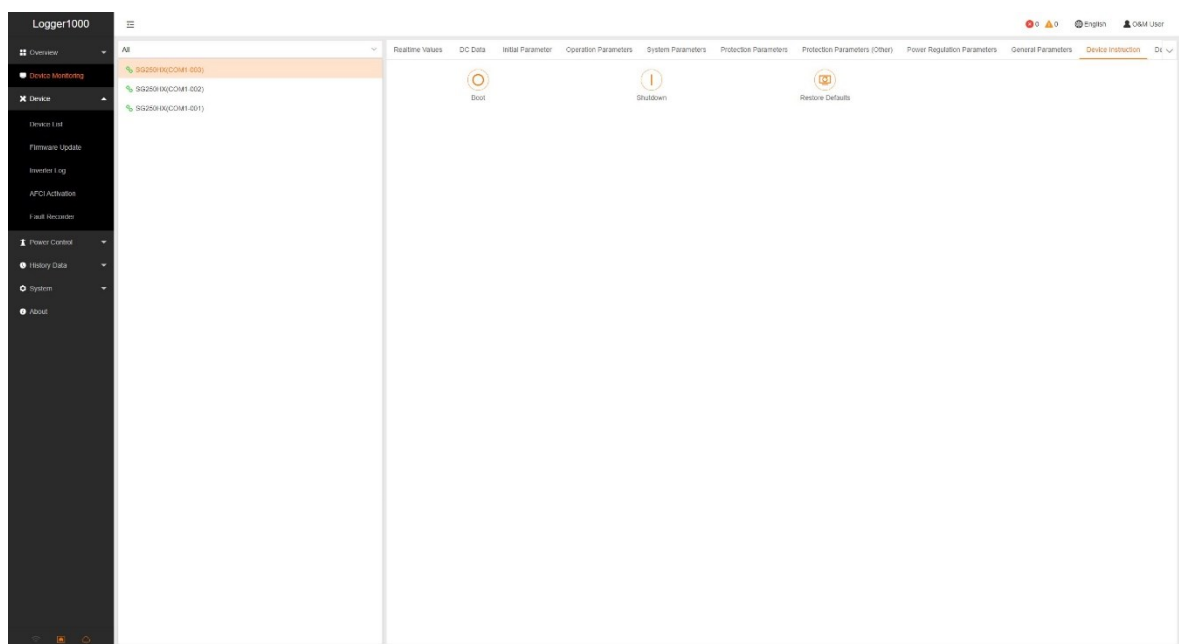 Logger1000
0 0 English O&M User
Overview
Device Monitoring
Device
Device List
Firmware Update
Inverter Log
AFCI Activation
Fault Recorder
Power Control
History Data
System
About
All
SG250HX(COM1-003)
SG250HX(COM1-002)
SG250HX(COM1-001)
Realtime Values DC Data Initial Parameter Operation Parameters System Parameters Protection Parameters Protection Parameters (Other) Power Regulation Parameters General Parameters Device Instruction
Boot Shutdown Restore Defaults